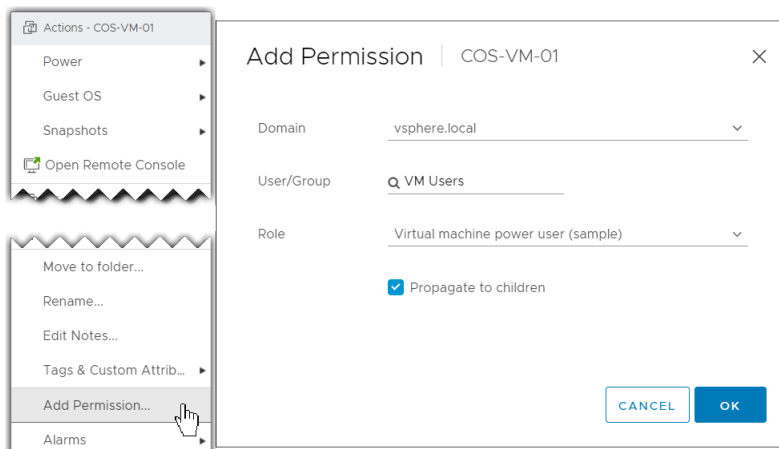 Actions - COS-VM-01
Power
Guest OS
Snapshots
Open Remote Console
Move to folder...
Rename...
Edit Notes...
Tags & Custom Attrib...
Add Permission...
Alarms
Add Permission COS-VM-01
Domain vsphere.local
User/Group VM Users
Role Virtual machine power user (sample)
Propagate to children
CANCEL OK